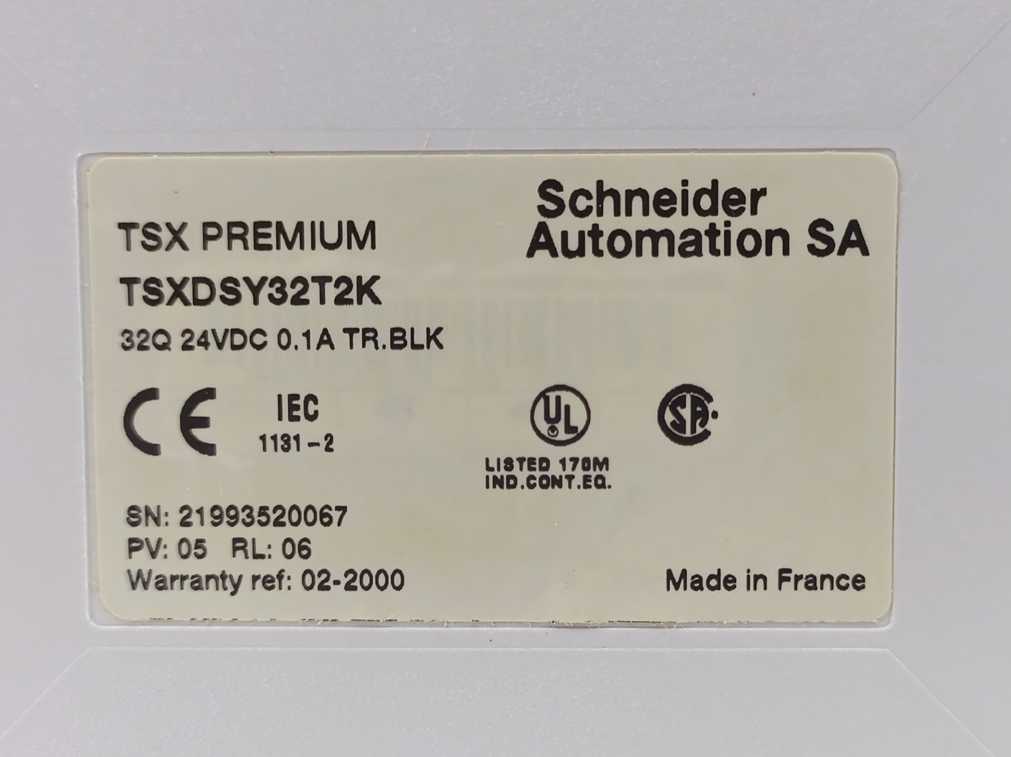 Schneider
Automation SA
TSX PREMIUM
TSXDSY32T2K
32Q 24VDC 0.1A TR.BLK
CE
IEC
1131-2
UL
SA
LISTED 170M
IND.CONT.EQ.
SN: 21993520067
PV: 05 RL: 06
Warranty ref: 02-2000
Made in France